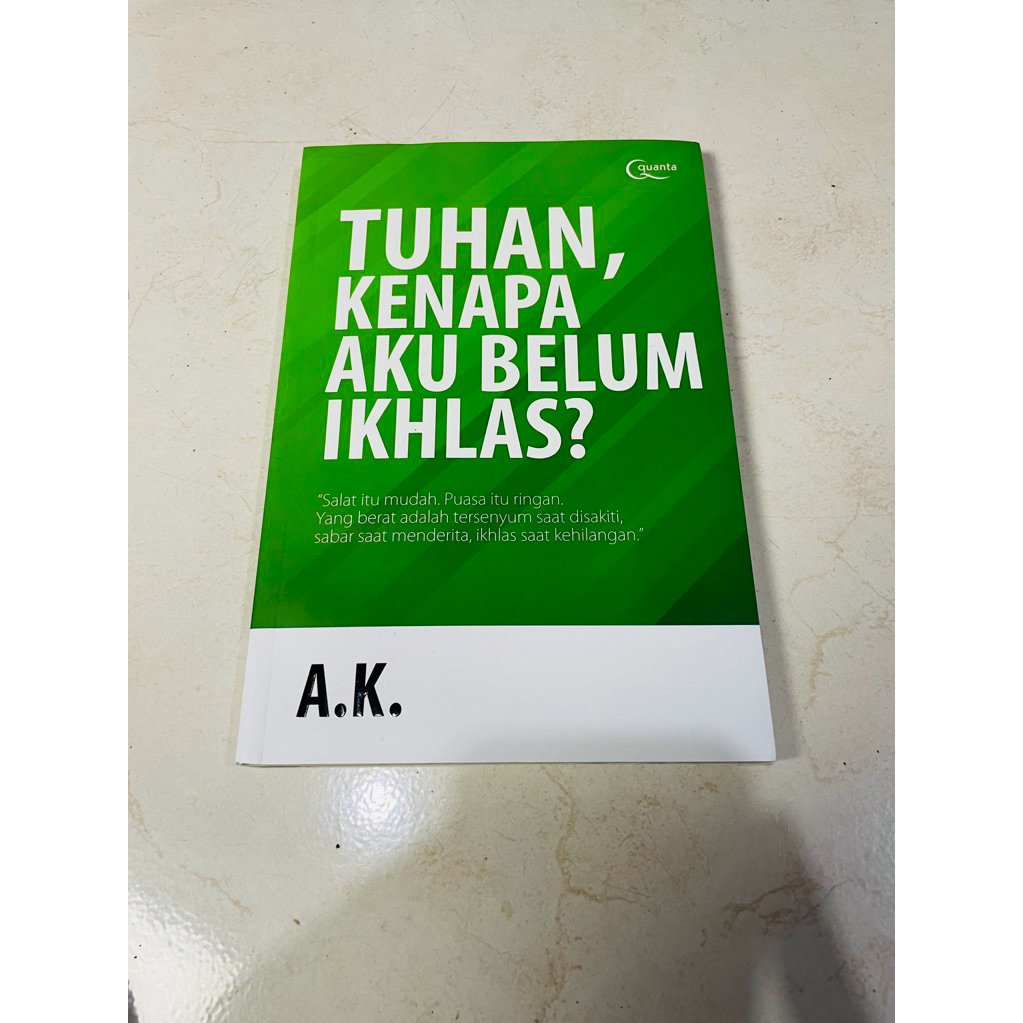 quanta
TUHAN,
KENAPA
AKU BELUM
IKHLAS?
“Salat itu mudah. Puasa itu ringan.
Yang berat adalah tersenyum saat disakiti,
sabar saat menderita, ikhlas saat kehilangan.”
A.K.